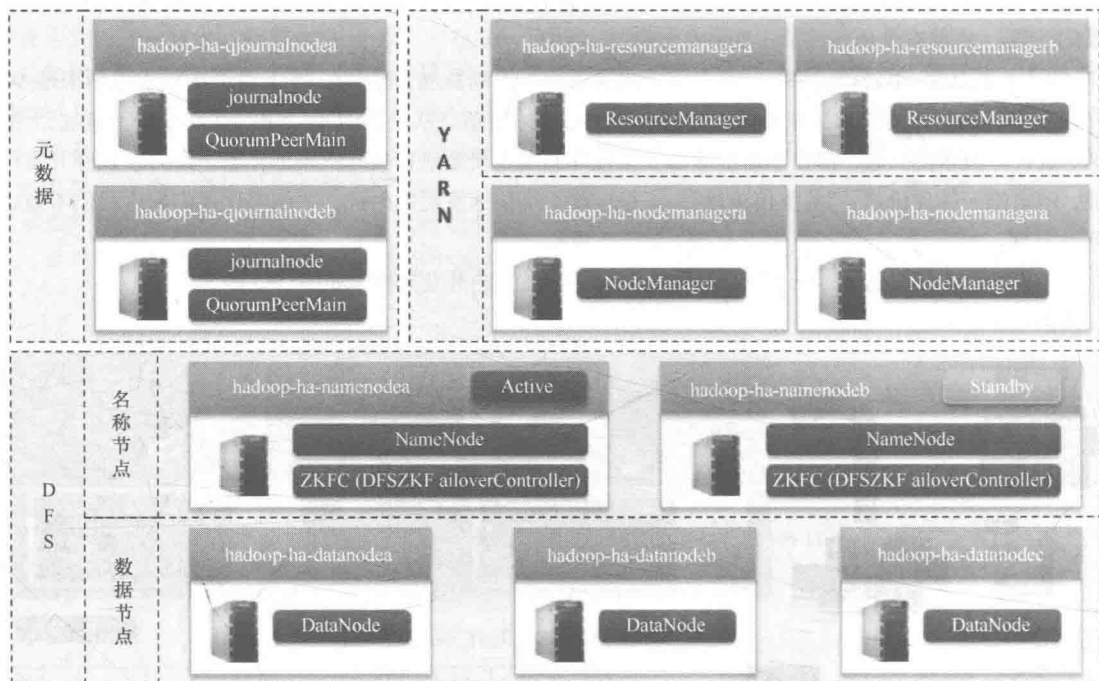 元数据
hadoop-ha-qjournalnodea
journalnode
QuorumPeerMain
hadoop-ha-qjournalnodeb
journalnode
QuorumPeerMain
YARN
hadoop-ha-resourcemanagera
ResourceManager
hadoop-ha-resourcemanagerb
ResourceManager
hadoop-ha-nodemanagera
NodeManager
hadoop-ha-nodemanagera
NodeManager
DFS
名称节点
hadoop-ha-namenodea
Active
NameNode
ZKFC (DFSZKF ailoverController)
hadoop-ha-namenodeb
Standby
NameNode
ZKFC (DFSZKF ailoverController)
数据节点
hadoop-ha-datanodea
DataNode
hadoop-ha-datanodeb
DataNode
hadoop-ha-datanodec
DataNode